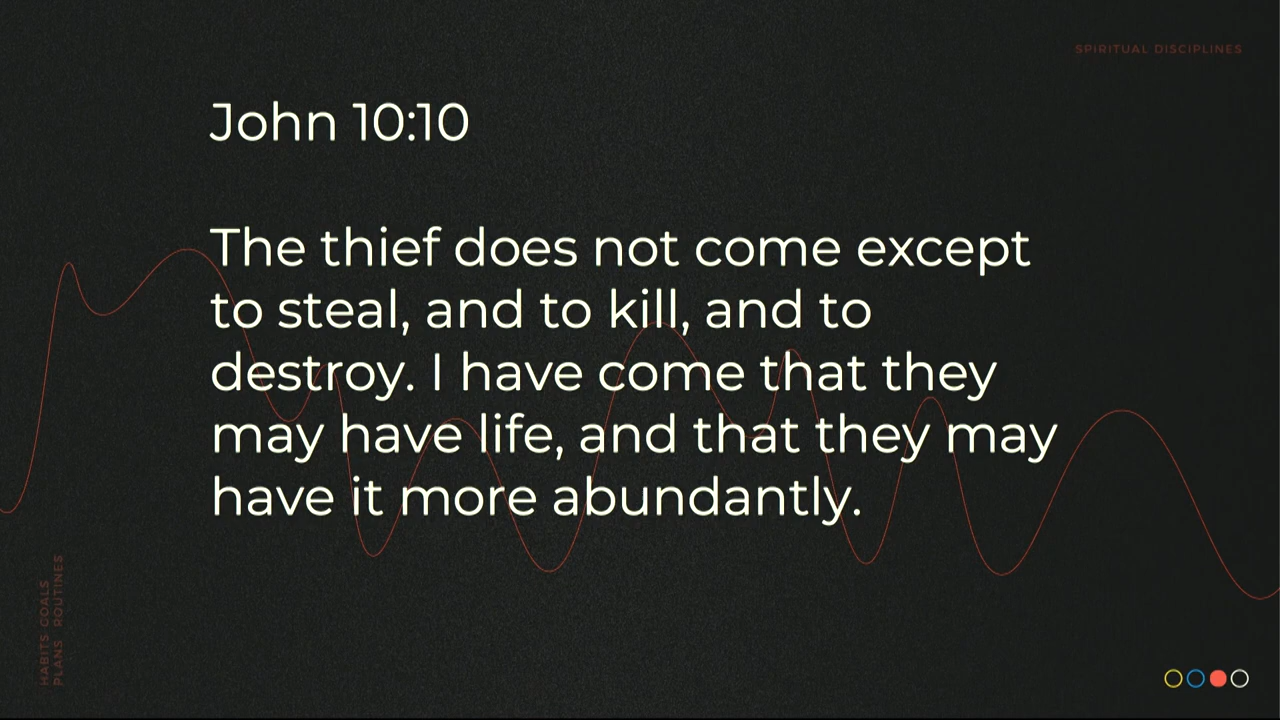 SPIRITUAL DISCIPLINES
John 10:10
The thief does not come except
to steal, and to kill, and to
destroy. I have come that they
may have life, and that they may
have it more abundantly.
HABITS GOALS
PLANS ROUTINES